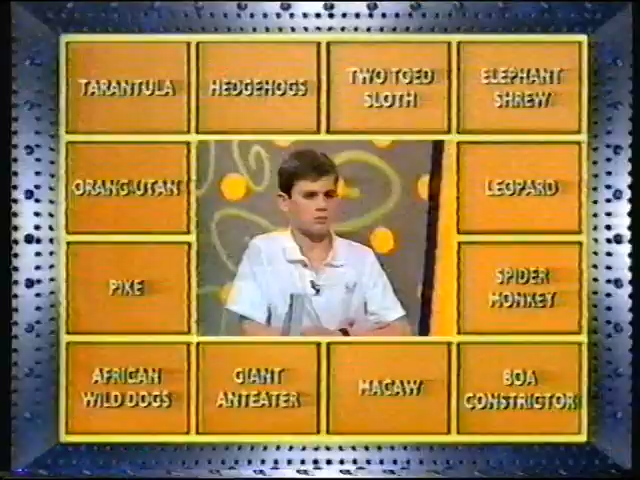 TARANTULA
HEDGEHOGS
TWO TOED
SLOTH
ELEPHANT
SHREW
ORANG-UTAN
LEOPARD
PIKE
SPIDER
MONKEY
AFRICAN
WILD DOGS
GIANT
ANTEATER
MACAW
BOA
CONSTRICTOR